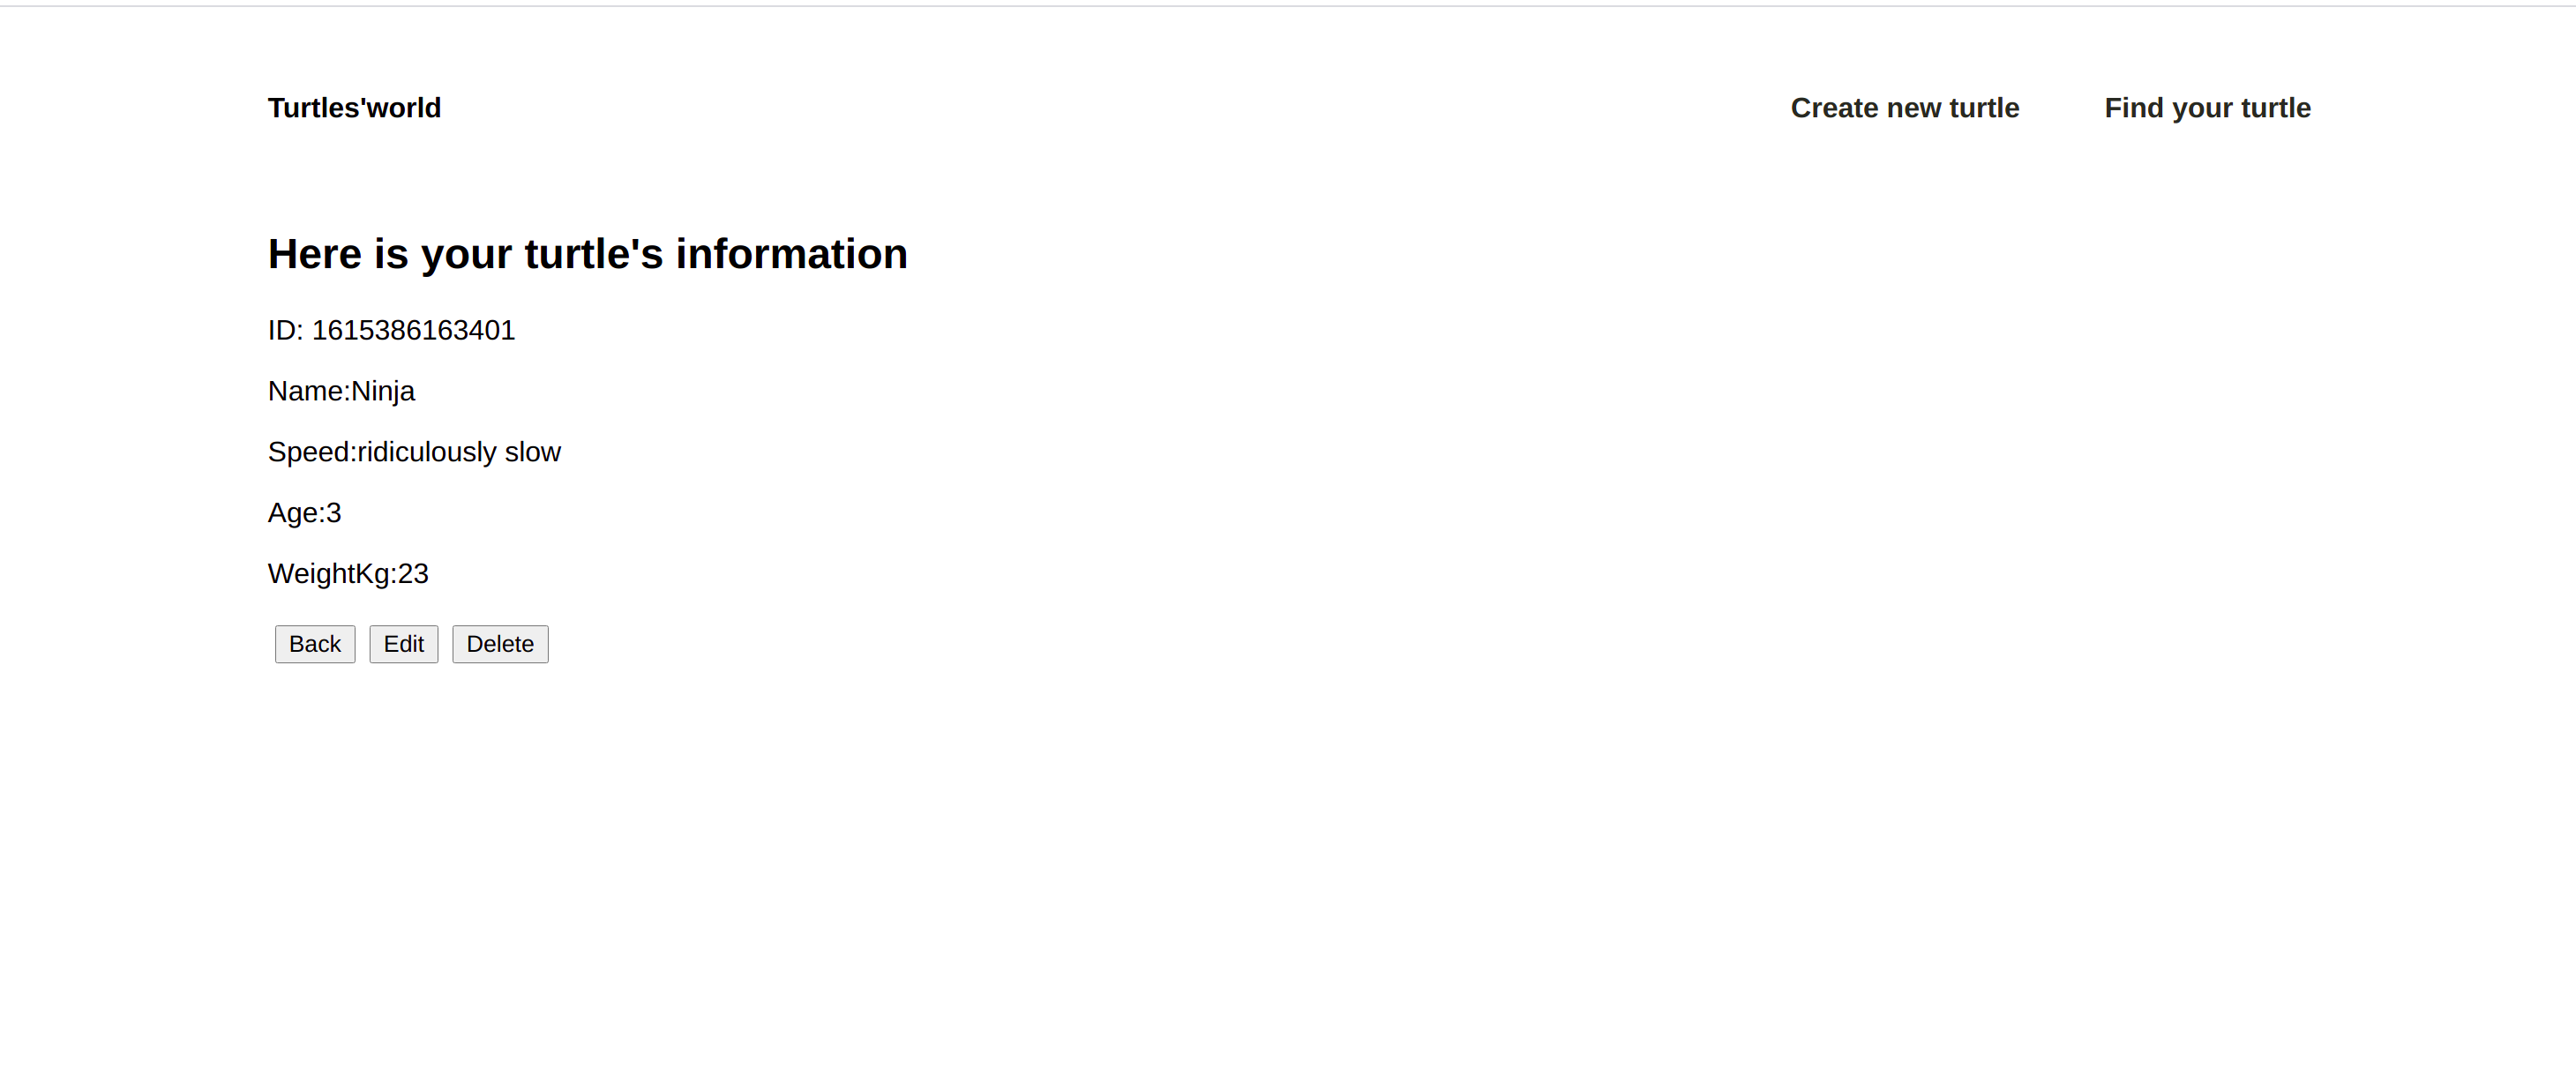 Turtles'world
Create new turtle
Find your turtle
Here is your turtle's information
ID: 1615386163401
Name:Ninja
Speed:ridiculously slow
Age:3
WeightKg:23
Back Edit Delete